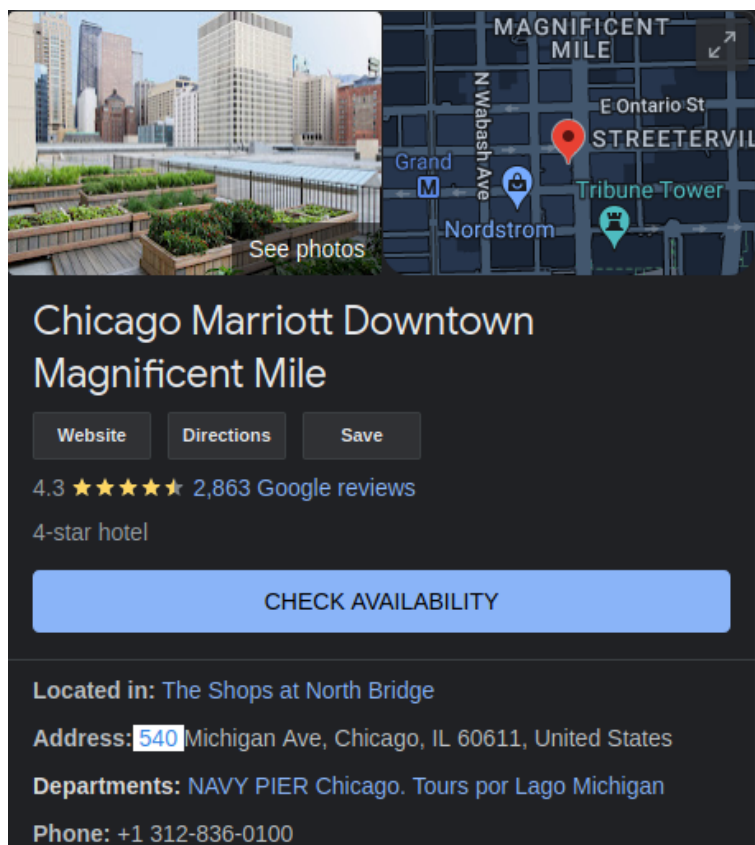 MAGNIFICENT
MILE
N Wabash Ave
E Ontario St
STREETERVIL
Grand
M
Tribune Tower
Nordstrom
See photos
Chicago Marriott Downtown
Magnificent Mile
Website Directions Save
4.3 2,863 Google reviews
4-star hotel
CHECK AVAILABILITY
Located in: The Shops at North Bridge
Address: 540 Michigan Ave, Chicago, IL 60611, United States
Departments: NAVY PIER Chicago. Tours por Lago Michigan
Phone: +1 312-836-0100